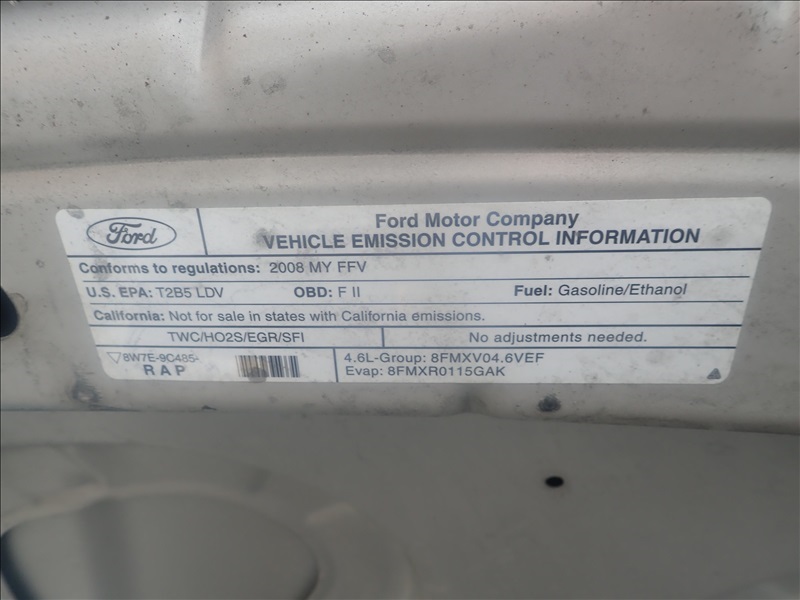 Ford
Ford Motor Company
VEHICLE EMISSION CONTROL INFORMATION
Conforms to regulations: 2008 MY FFV
U.S. EPA: T2B5 LDV OBD: F II Fuel: Gasoline/Ethanol
California: Not for sale in states with California emissions.
TWC/HO2S/EGR/SFI No adjustments needed.
8W7E-9C485-
RAP
4.6L-Group: 8FMXV04.6VEF
Evap: 8FMXR0115GAK